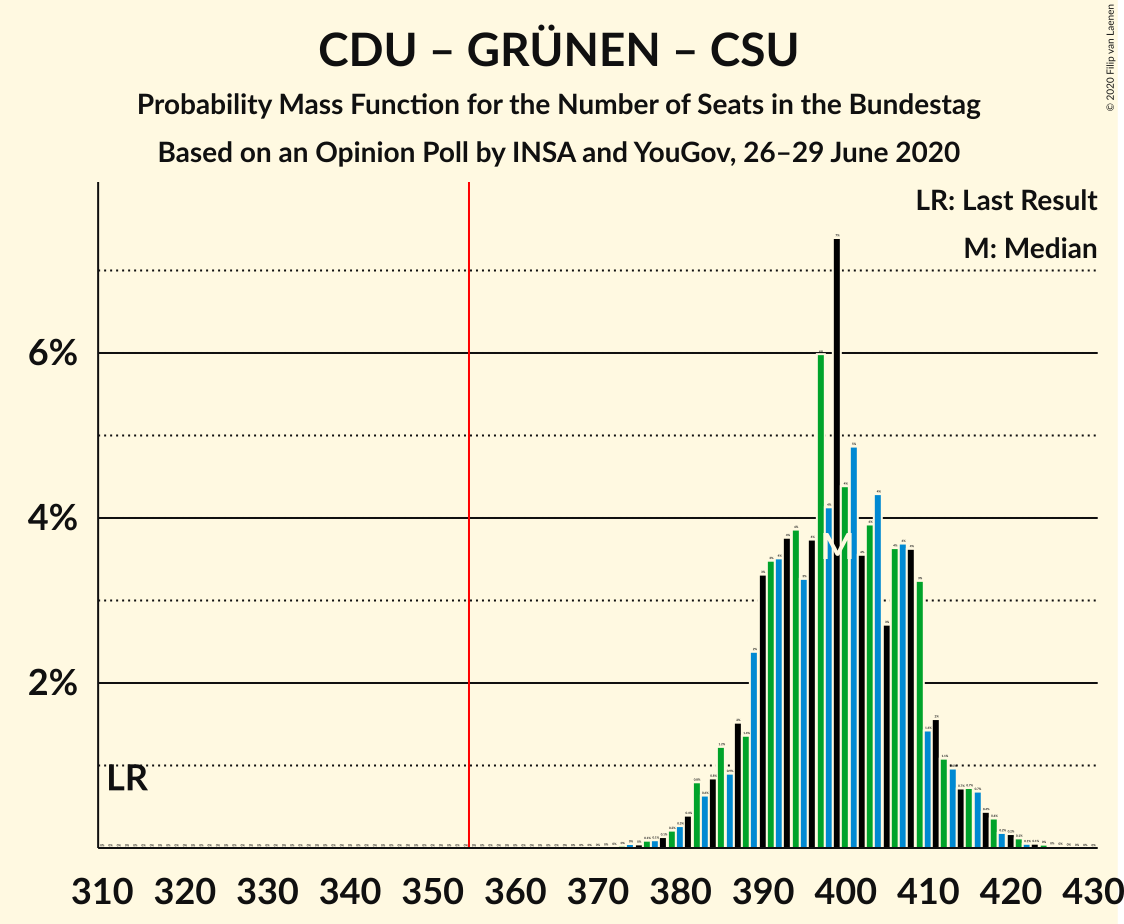 CDU – GRÜNEN – CSU
Probability Mass Function for the Number of Seats in the Bundestag
Based on an Opinion Poll by INSA and YouGov, 26–29 June 2020
© 2020 Filip van Laenen
LR: Last Result
M: Median
6%
4%
2%
M
LR
310 320 330 340 350 360 370 380 390 400 410 420 430